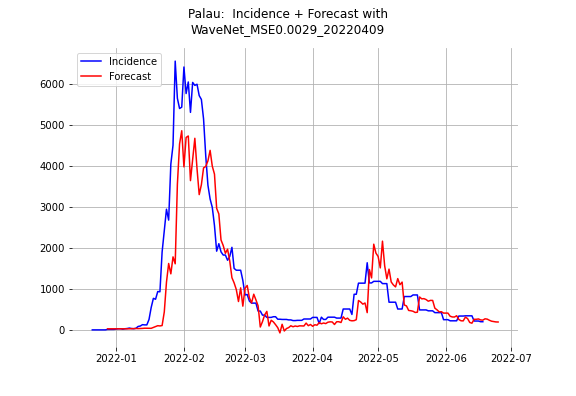 Palau:  Incidence + Forecast with
WaveNet_MSE0.0029_20220409
Incidence
Forecast
6000
5000
4000
3000
2000
1000
0
2022-01 2022-02 2022-03 2022-04 2022-05 2022-06 2022-07